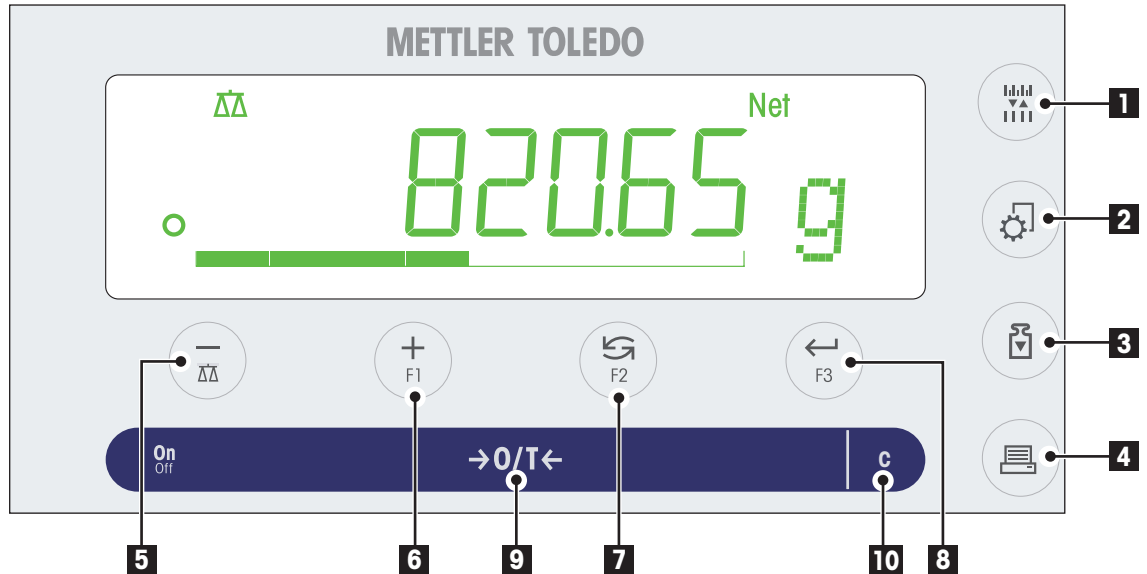 METTLER TOLEDO
Net
820.65 g
1
2
3
4
F1
F2
F3
On
Off
→0/T←
C
5
6
9
7
10
8